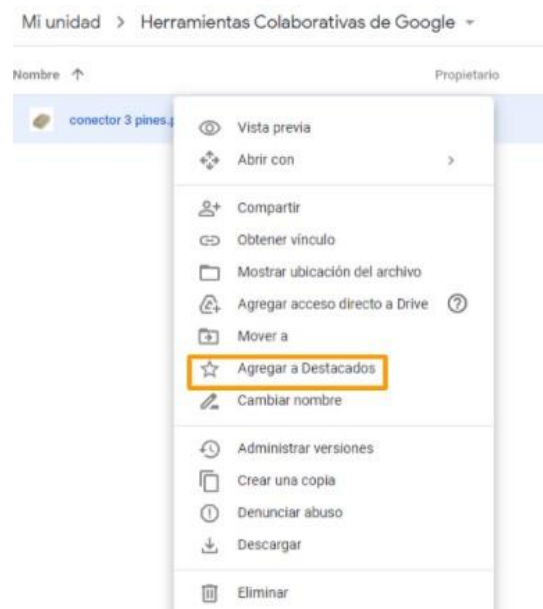 Mi unidad > Herramientas Colaborativas de Google
Nombre ↑ Propietario
conector 3 pines.p
Vista previa
Abrir con >
Compartir
Obtener vínculo
Mostrar ubicación del archivo
Agregar acceso directo a Drive ?
Mover a
Agregar a Destacados
Cambiar nombre
Administrar versiones
Crear una copia
Denunciar abuso
Descargar
Eliminar